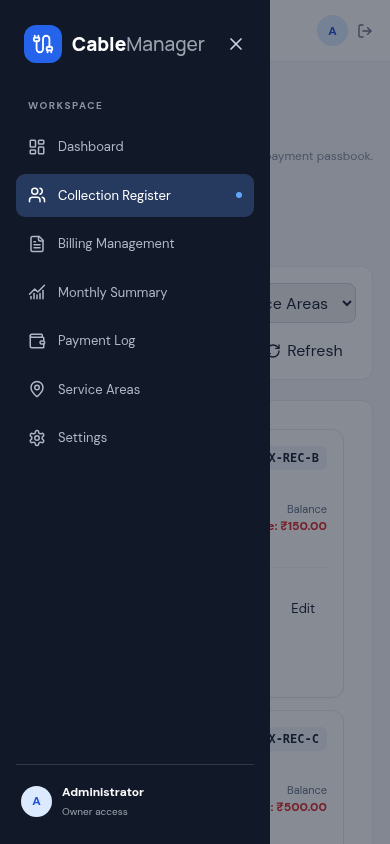 CableManager
A
WORKSPACE
Dashboard
Collection Register
Billing Management
Monthly Summary
Payment Log
Service Areas
Settings
Administrator
Owner access
A
payment passbook.
Areas
Refresh
X-REC-B
Balance
₹150.00
Edit
X-REC-C
Balance
₹500.00